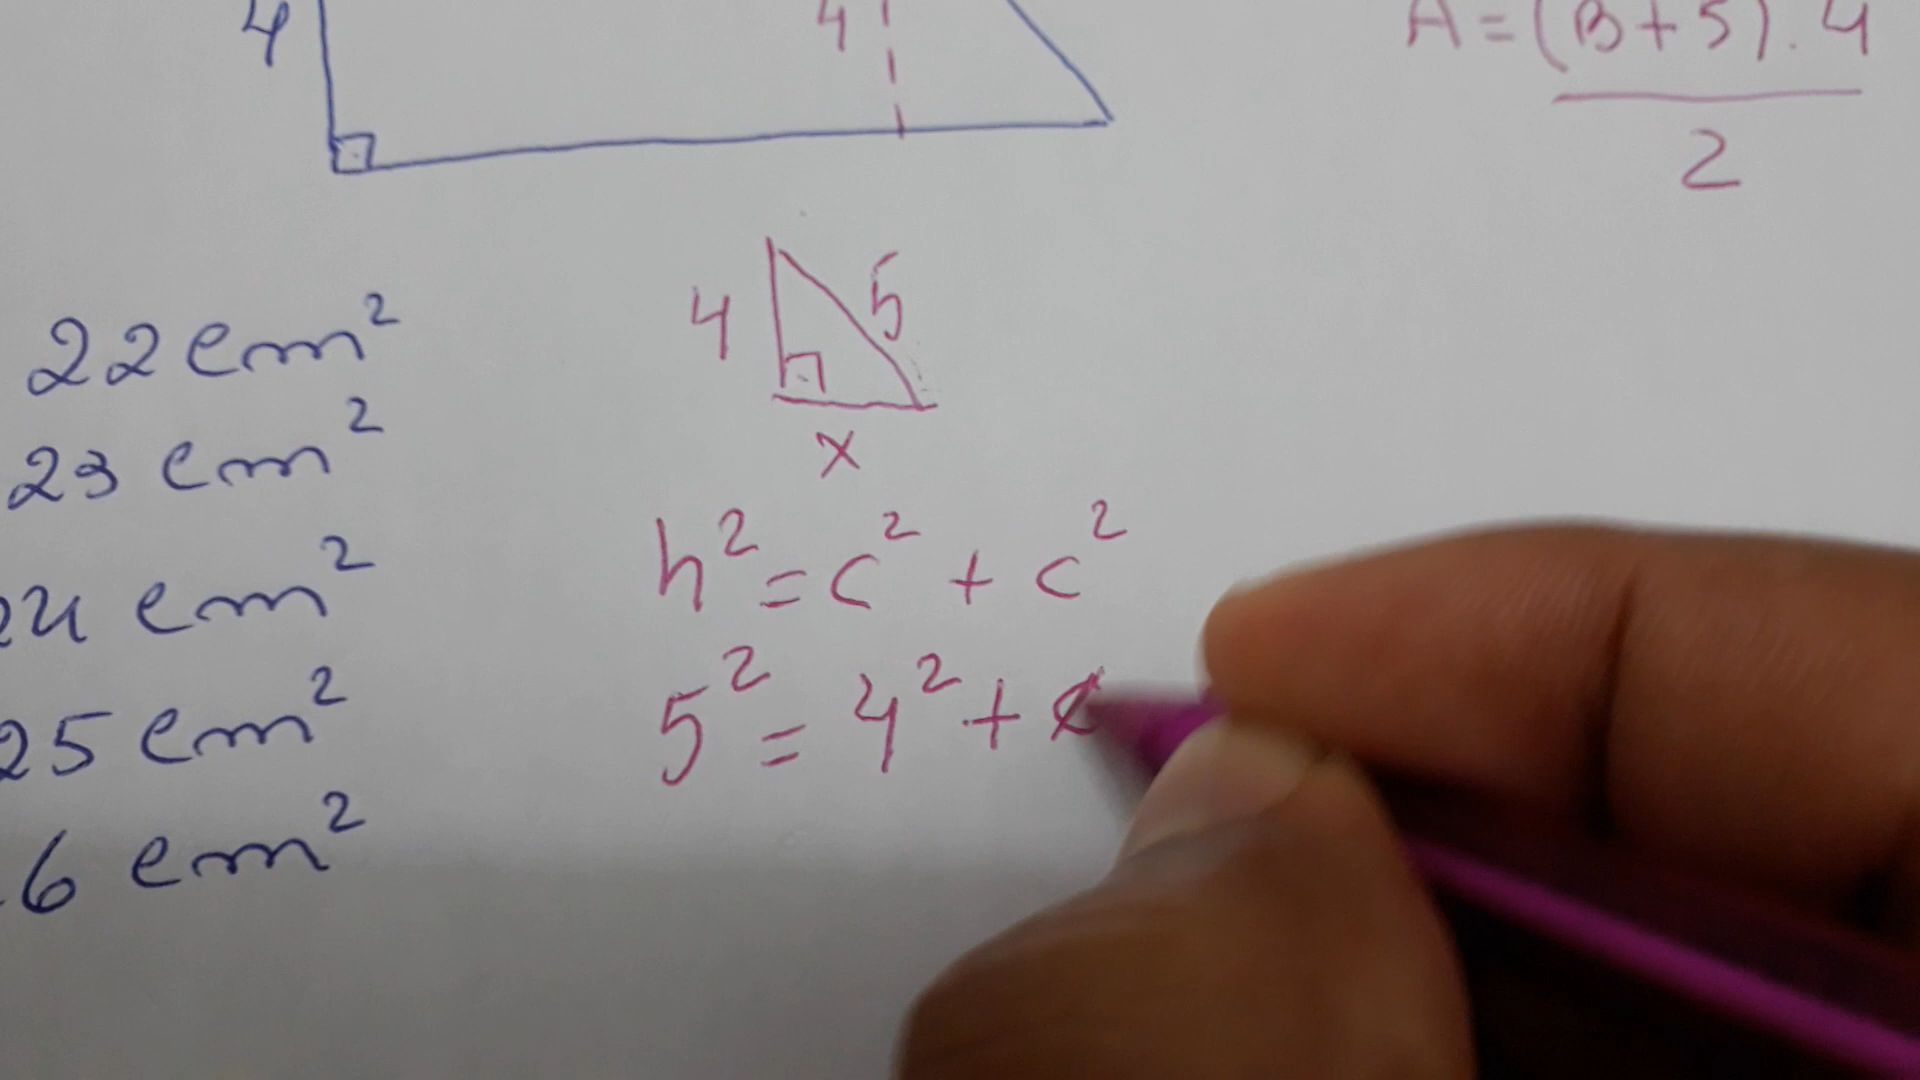 4
4
A = (B + 5) . 4
2
4
5
x
22 cm²
23 cm²
24 cm²
25 cm²
6 cm²
h² = c² + c²
5² = 4² +